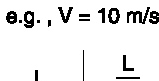 e.g. , V = 10 m/s
L